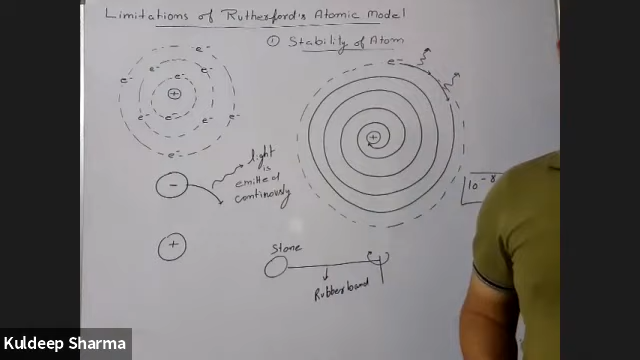 Limitations of Rutherford's Atomic Model
① Stability of Atom
e⁻
e⁻
e⁻
e⁻
e⁻
e⁻
e⁻
e⁻
+
e⁻
+
light
is
emitted
continously
−
10⁻⁸
+
Stone
Rubber band
Kuldeep Sharma